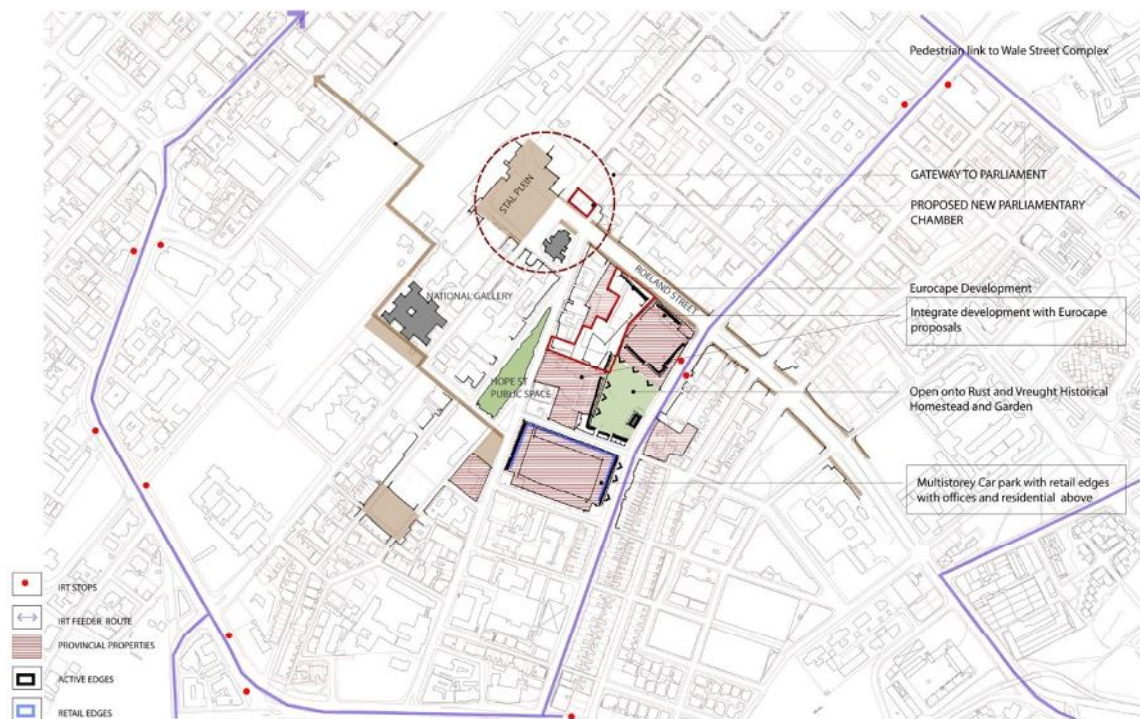 Pedestrian link to Wale Street Complex
GATEWAY TO PARLIAMENT
PROPOSED NEW PARLIAMENTARY
CHAMBER
STAL PLEIN
ROELAND STREET
NATIONAL GALLERY
Eurocape Development
Integrate development with Eurocape
proposals
HOPE ST
PUBLIC SPACE
Open onto Rust and Vreught Historical
Homestead and Garden
Multistorey Car park with retail edges
with offices and residential above
IRT STOPS
IRT FEEDER ROUTE
PROVINCIAL PROPERTIES
ACTIVE EDGES
RETAIL EDGES